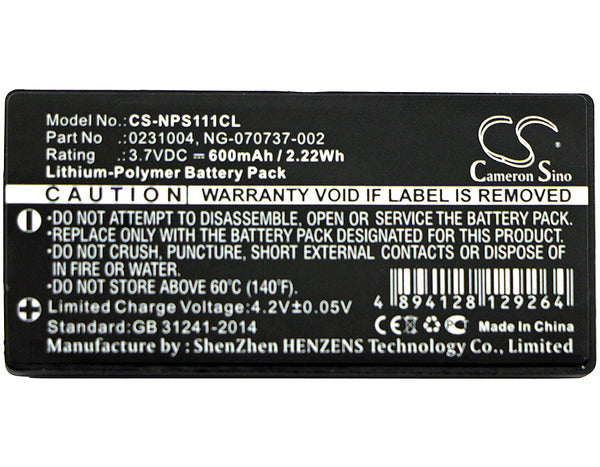 Model No.: CS-NPS111CL
Part No :0231004, NG-070737-002
Rating :3.7VDC ⎓ 600mAh / 2.22Wh
Lithium-Polymer Battery Pack
CS
Cameron Sino
CAUTION WARRANTY VOID IF LABEL IS REMOVED
•DO NOT ATTEMPT TO DISASSEMBLE, OPEN OR SERVICE THE BATTERY PACK.
•REPLACE WITH BATTERY PACK DESIGNATED FOR THIS PRODUCT.
•DO NOT CRUSH, PUNCTURE, SHORT EXTERNAL CONTACTS OR DISPOSE OF
IN FIRE OR WATER.
•DO NOT STORE ABOVE 60°C (140°F).
Limited Charge Voltage:4.2V±0.05V
Standard:GB 31241-2014
4 894128 129264
CE
Made In China
Manufacture by : ShenZhen HENZENS Technology Co., Limited.
+
-